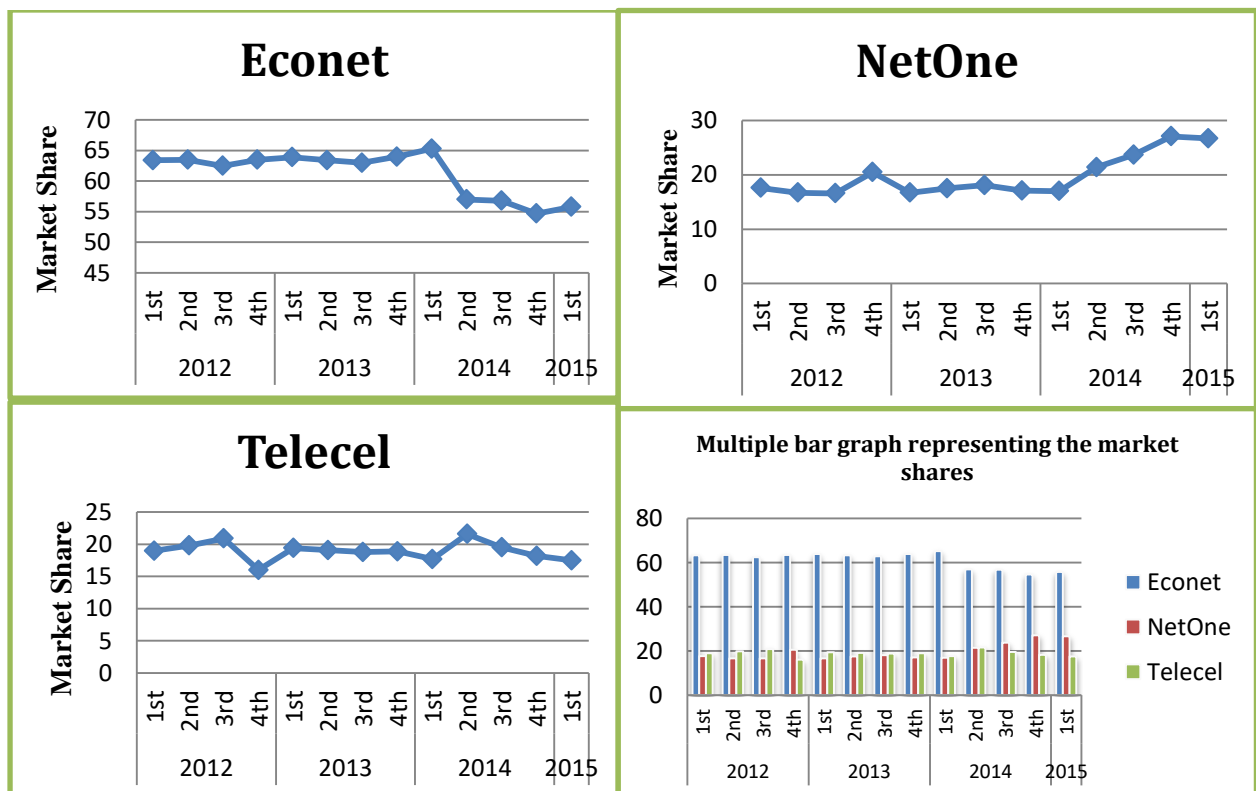 Econet
Market Share
70
65
60
55
50
45
1st 2nd 3rd 4th 1st 2nd 3rd 4th 1st 2nd 3rd 4th 1st
2012 2013 2014 2015
NetOne
Market Share
30
20
10
0
1st 2nd 3rd 4th 1st 2nd 3rd 4th 1st 2nd 3rd 4th 1st
2012 2013 2014 2015
Telecel
Market Share
25
20
15
10
5
0
1st 2nd 3rd 4th 1st 2nd 3rd 4th 1st 2nd 3rd 4th 1st
2012 2013 2014 2015
Multiple bar graph representing the market
shares
80
60
40
20
0
1st 2nd 3rd 4th 1st 2nd 3rd 4th 1st 2nd 3rd 4th 1st
2012 2013 2014 2015
Econet
NetOne
Telecel